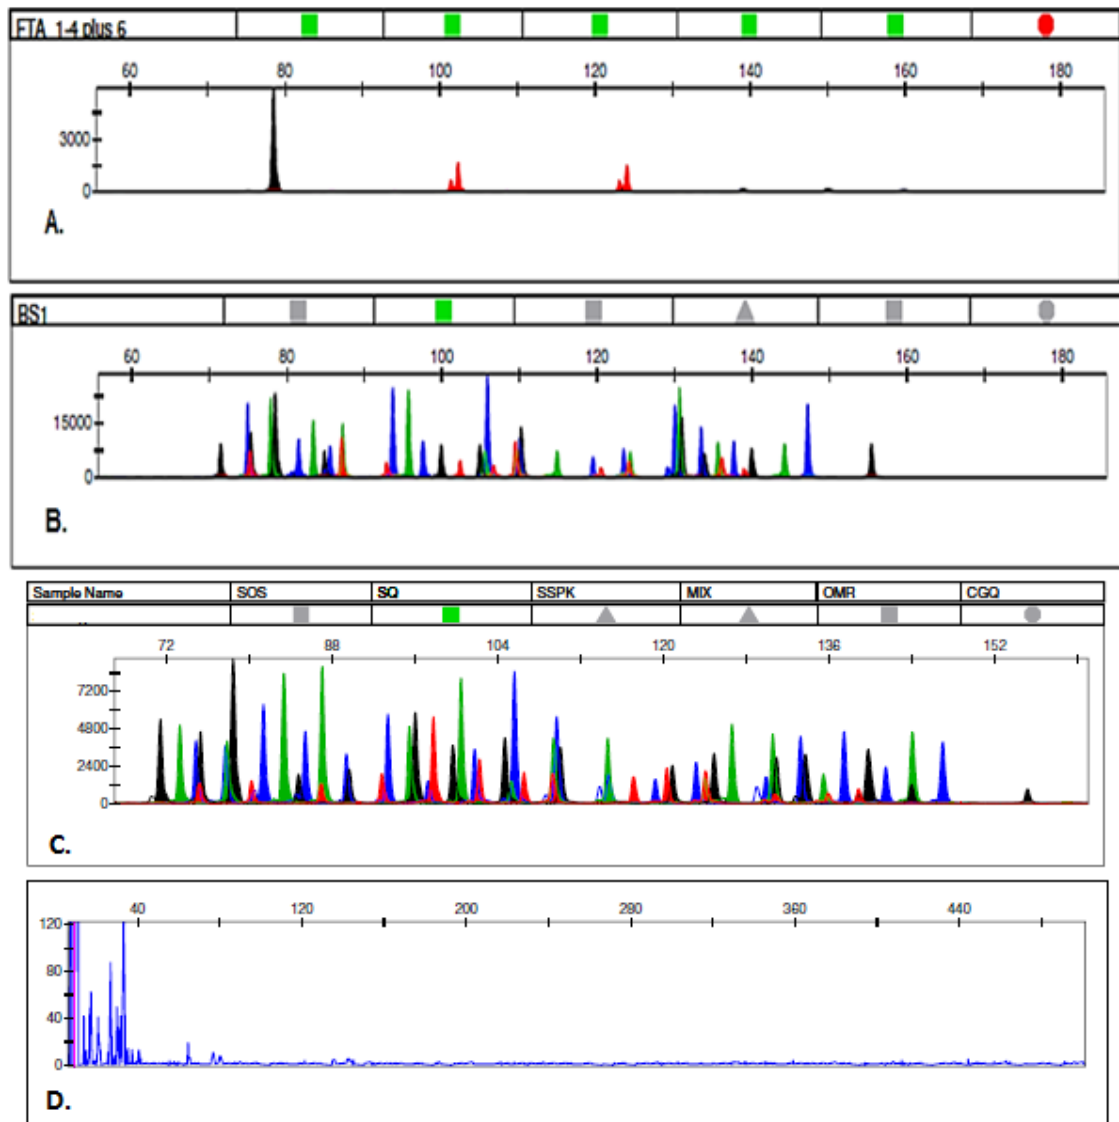 FTA 1-4 plus 6
60 80 100 120 140 160 180
3000
0
A.
BS1
60 80 100 120 140 160 180
15000
0
B.
Sample Name SOS SQ SSPK MIX OMR CGQ
72 88 104 120 136 152
7200
4800
2400
0
C.
40 120 200 280 360 440
120
80
40
0
D.